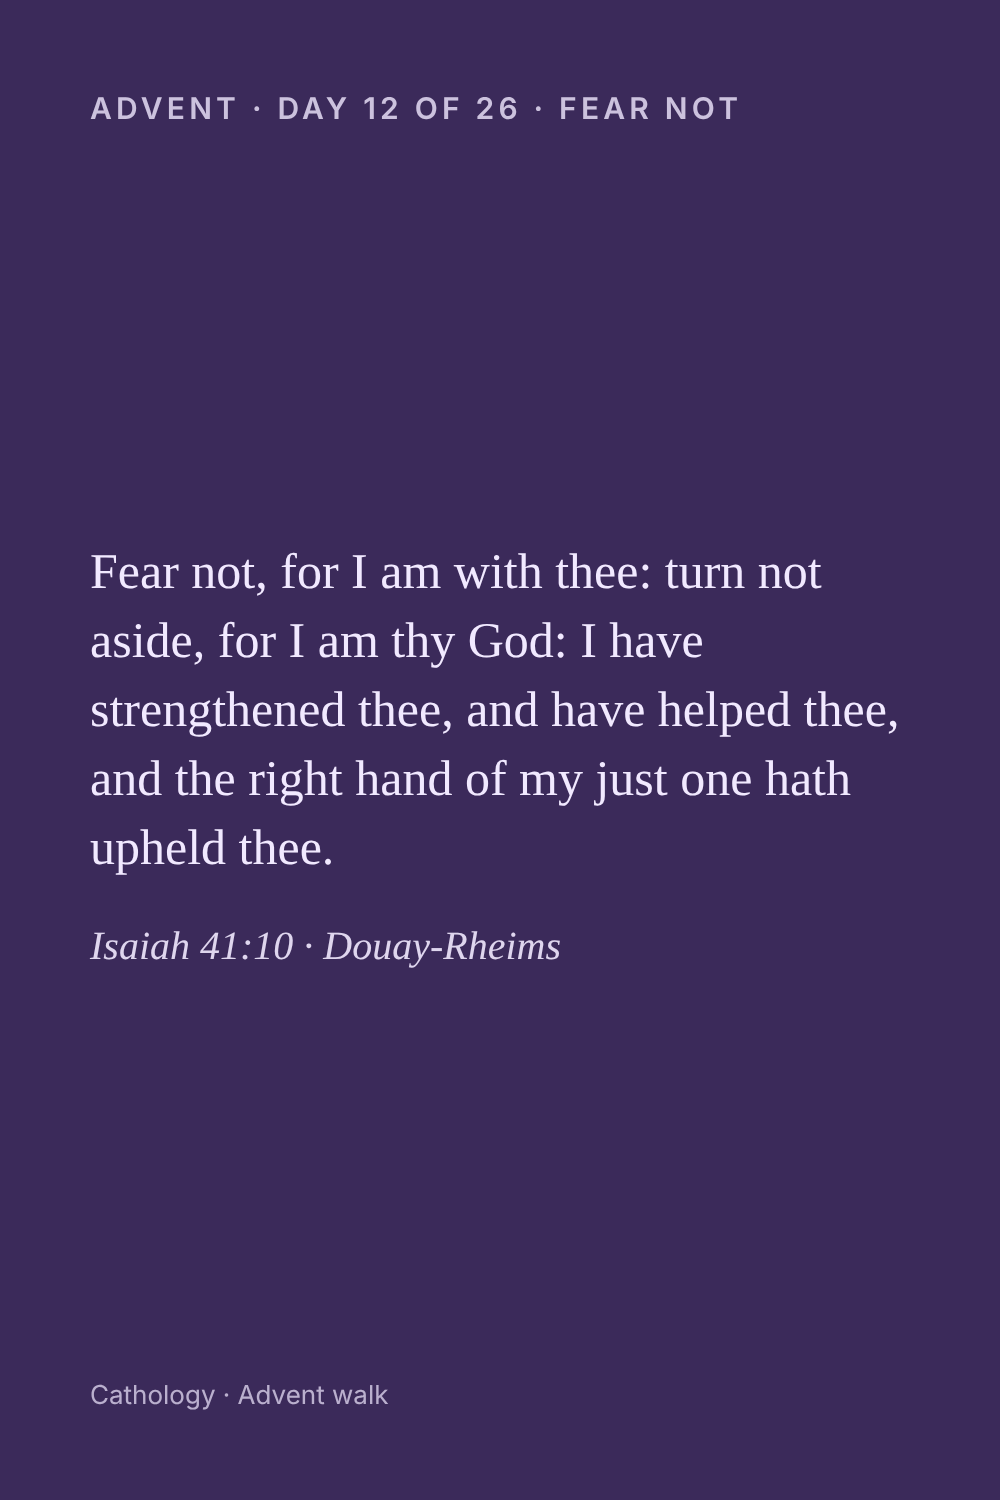 ADVENT · DAY 12 OF 26 · FEAR NOT
Fear not, for I am with thee: turn not
aside, for I am thy God: I have
strengthened thee, and have helped thee,
and the right hand of my just one hath
upheld thee.
Isaiah 41:10 · Douay-Rheims
Cathology · Advent walk